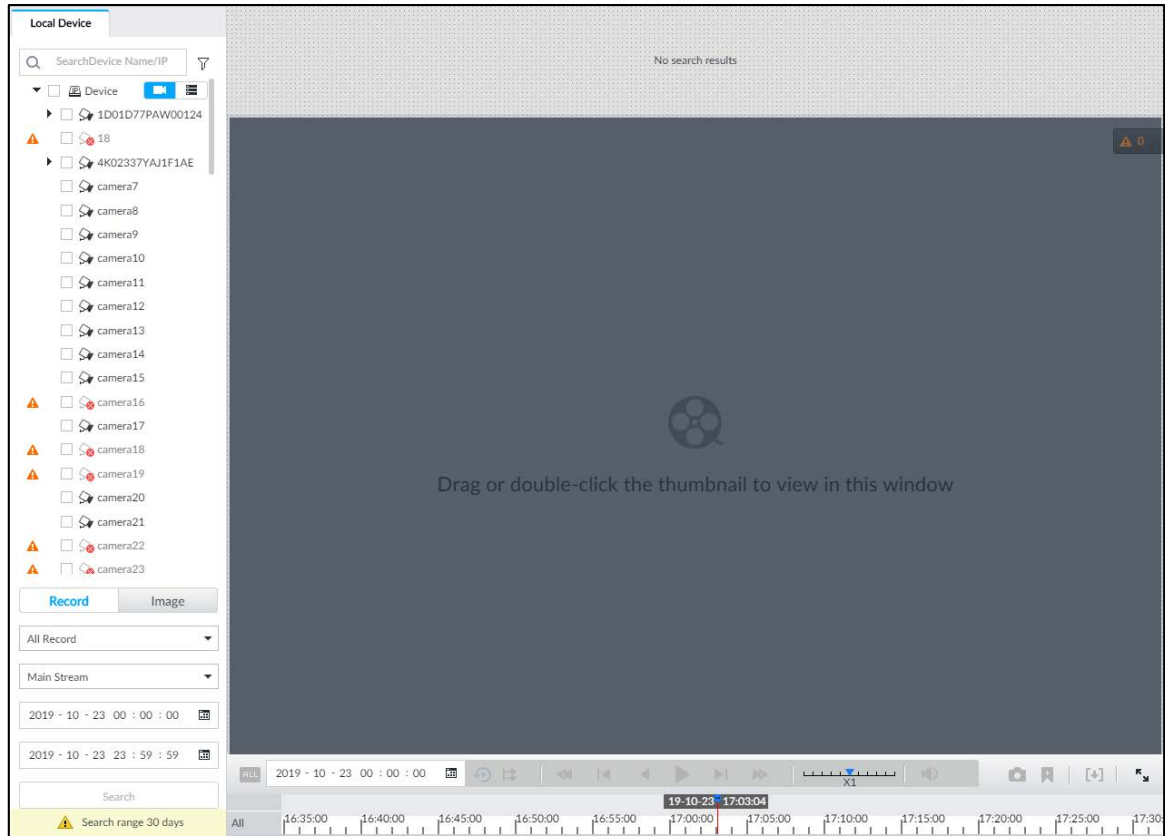 Local Device
SearchDevice Name/IP
No search results
Device
1D01D77PAW00124
18
0
4K02337YAJ1F1AE
camera7
camera8
camera9
camera10
camera11
camera12
camera13
camera14
camera15
camera16
camera17
camera18
camera19
Drag or double-click the thumbnail to view in this window
camera20
camera21
camera22
camera23
Record Image
All Record
Main Stream
2019 - 10 - 23 00 : 00 : 00
2019 - 10 - 23 23 : 59 : 59
Search
Search range 30 days
ALL 2019 - 10 - 23 00 : 00 : 00 X1
19-10-23 17:03:04
All 16:35:00 16:40:00 16:45:00 16:50:00 16:55:00 17:00:00 17:05:00 17:10:00 17:15:00 17:20:00 17:25:00 17:30: